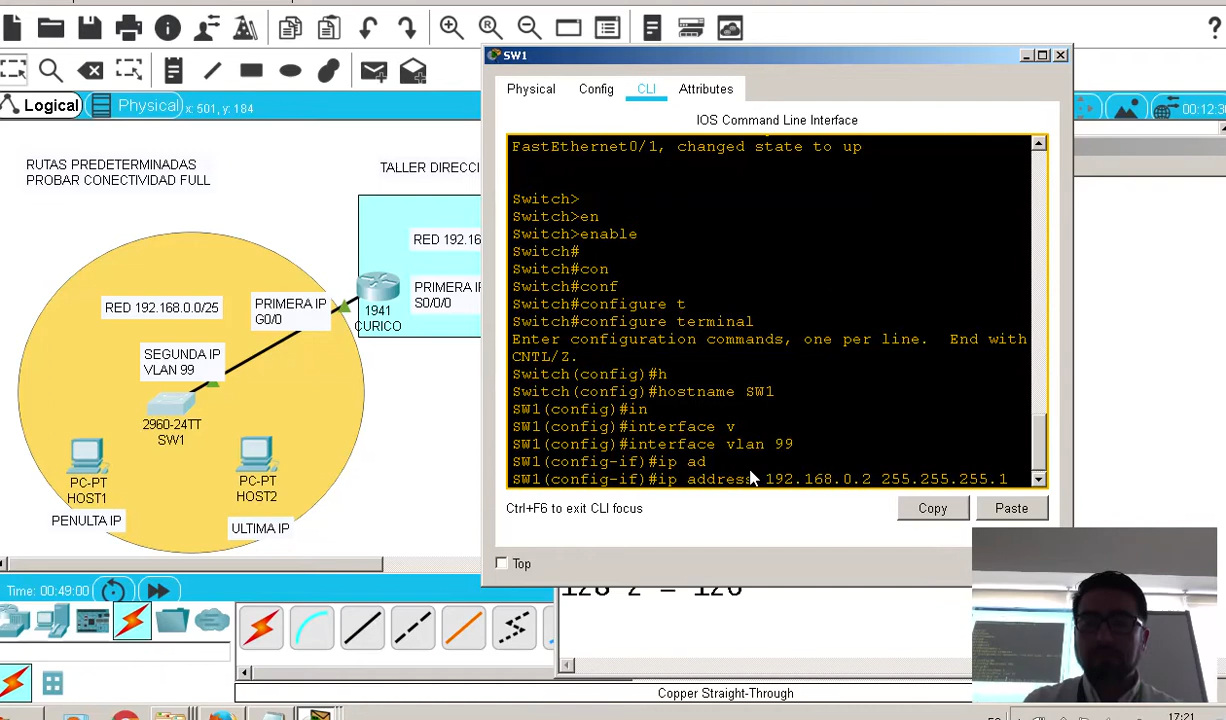 ?
Logical
Physical
x: 501, y: 184
00:12:3
RUTAS PREDETERMINADAS
PROBAR CONECTIVIDAD FULL
TALLER DIRECCI
RED 192.16
RED 192.168.0.0/25
PRIMERA IP
G0/0
PRIMERA IP
S0/0/0
1941
CURICO
SEGUNDA IP
VLAN 99
2960-24TT
SW1
PC-PT
HOST1
PC-PT
HOST2
PENULTA IP
ULTIMA IP
SW1
Physical
Config
CLI
Attributes
IOS Command Line Interface
FastEthernet0/1, changed state to up
Switch>
Switch>en
Switch>enable
Switch#
Switch#con
Switch#conf
Switch#configure t
Switch#configure terminal
Enter configuration commands, one per line. End with
CNTL/Z.
Switch(config)#h
Switch(config)#hostname SW1
SW1(config)#in
SW1(config)#interface v
SW1(config)#interface vlan 99
SW1(config-if)#ip ad
SW1(config-if)#ip address 192.168.0.2 255.255.255.1
Ctrl+F6 to exit CLI focus
Copy
Paste
Top
128-2 = 126
Time: 00:49:00
Copper Straight-Through
17:21